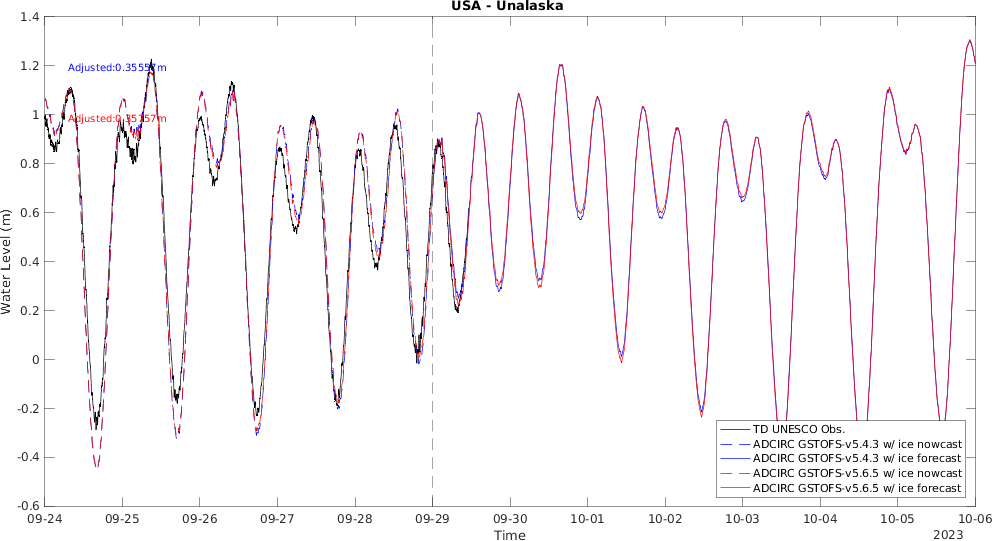 USA - Unalaska
1.4
1.2
1
0.8
0.6
0.4
0.2
0
-0.2
-0.4
-0.6
Water Level (m)
Adjusted:0.35557m
Adjusted:0.35157m
TD UNESCO Obs.
ADCIRC GSTOFS-v5.4.3 w/ ice nowcast
ADCIRC GSTOFS-v5.4.3 w/ ice forecast
ADCIRC GSTOFS-v5.6.5 w/ ice nowcast
ADCIRC GSTOFS-v5.6.5 w/ ice forecast
09-24 09-25 09-26 09-27 09-28 09-29 09-30 10-01 10-02 10-03 10-04 10-05 10-06
Time
2023